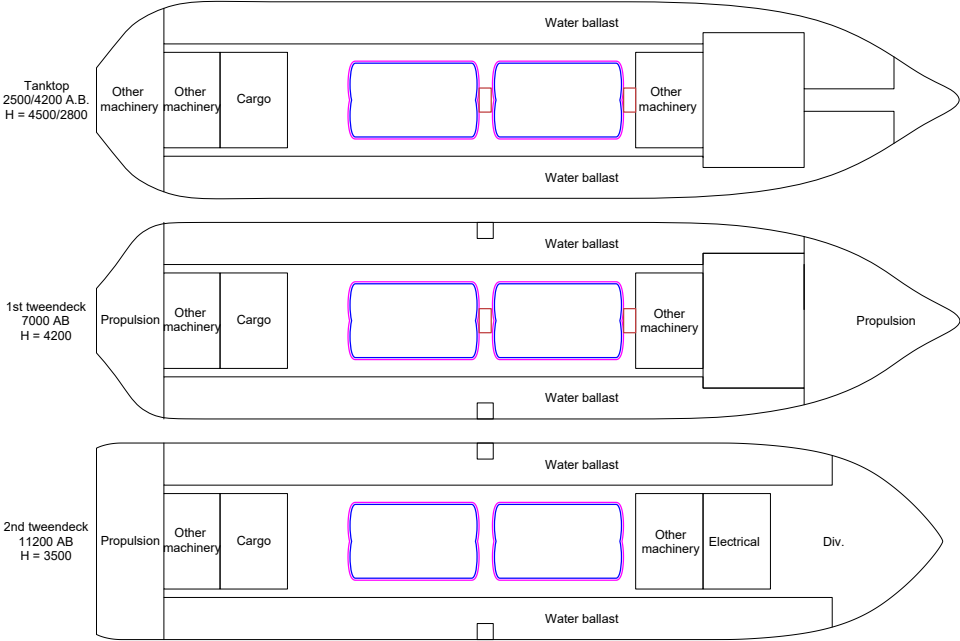 Water ballast
Tanktop
2500/4200 A.B.
H = 4500/2800
Other
machinery
Other
machinery
Cargo
Other
machinery
Water ballast
Water ballast
1st tweendeck
7000 AB
H = 4200
Propulsion
Other
machinery
Cargo
Other
machinery
Propulsion
Water ballast
Water ballast
2nd tweendeck
11200 AB
H = 3500
Propulsion
Other
machinery
Cargo
Other
machinery
Electrical
Div.
Water ballast